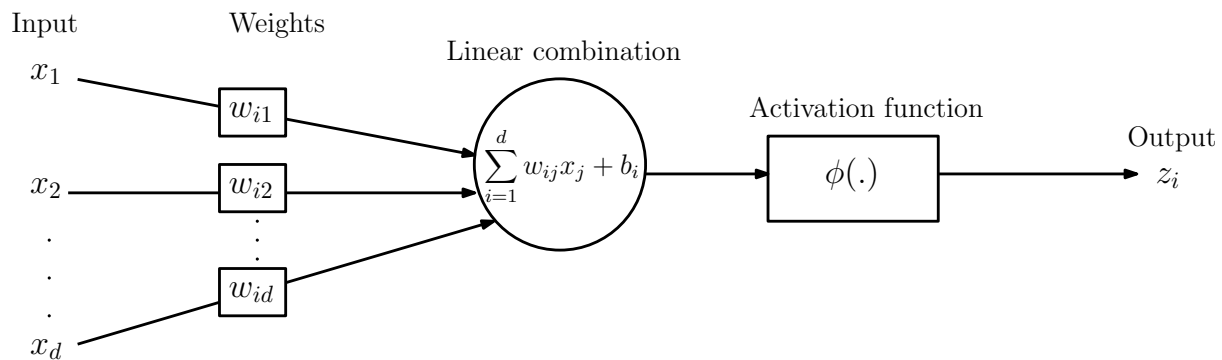 Input
Weights
Linear combination
x_1
w_{i1}
Activation function
\sum_{i=1}^{d} w_{ij}x_j + b_i
Output
x_2
w_{i2}
ϕ(.)
z_i
.
.
.
.
.
.
.
w_{id}
x_d